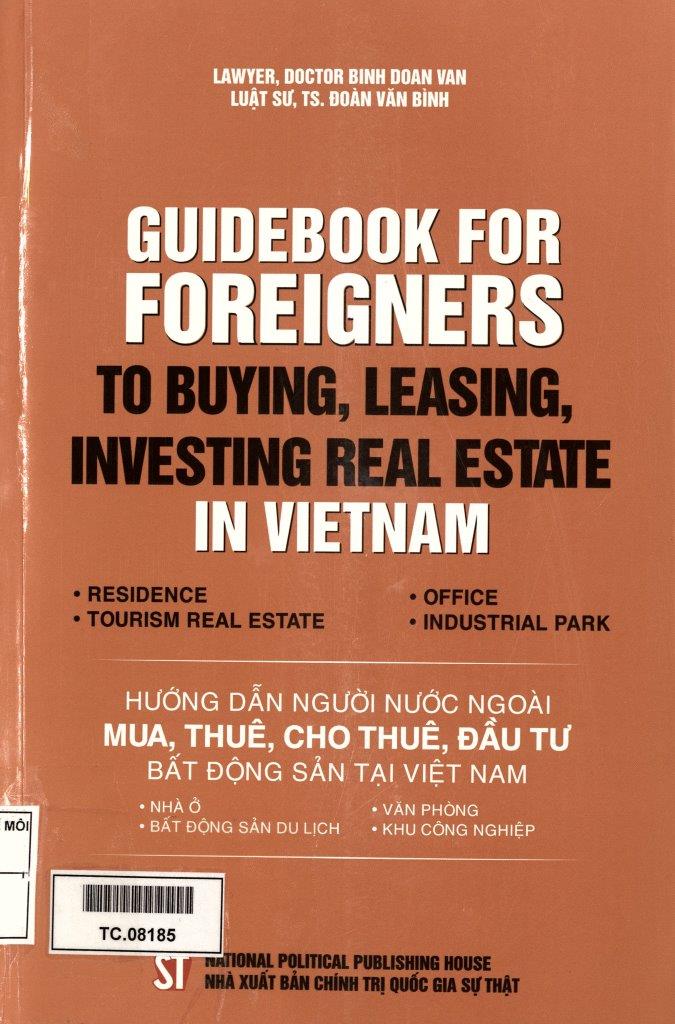 LAWYER, DOCTOR BINH DOAN VAN
LUẬT SƯ, TS. ĐOÀN VĂN BÌNH
GUIDEBOOK FOR
FOREIGNERS
TO BUYING, LEASING,
INVESTING REAL ESTATE
IN VIETNAM
• RESIDENCE
• TOURISM REAL ESTATE
• OFFICE
• INDUSTRIAL PARK
HƯỚNG DẪN NGƯỜI NƯỚC NGOÀI
MUA, THUÊ, CHO THUÊ, ĐẦU TƯ
BẤT ĐỘNG SẢN TẠI VIỆT NAM
• NHÀ Ở
• BẤT ĐỘNG SẢN DU LỊCH
• VĂN PHÒNG
• KHU CÔNG NGHIỆP
MÔI
TC.08185
ST
NATIONAL POLITICAL PUBLISHING HOUSE
NHÀ XUẤT BẢN CHÍNH TRỊ QUỐC GIA SỰ THẬT